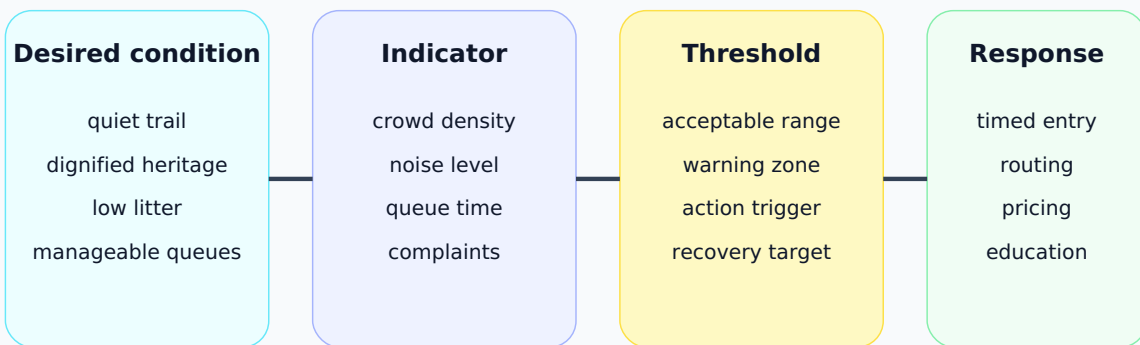 Desired condition
quiet trail
dignified heritage
low litter
manageable queues
Indicator
crowd density
noise level
queue time
complaints
Threshold
acceptable range
warning zone
action trigger
recovery target
Response
timed entry
routing
pricing
education